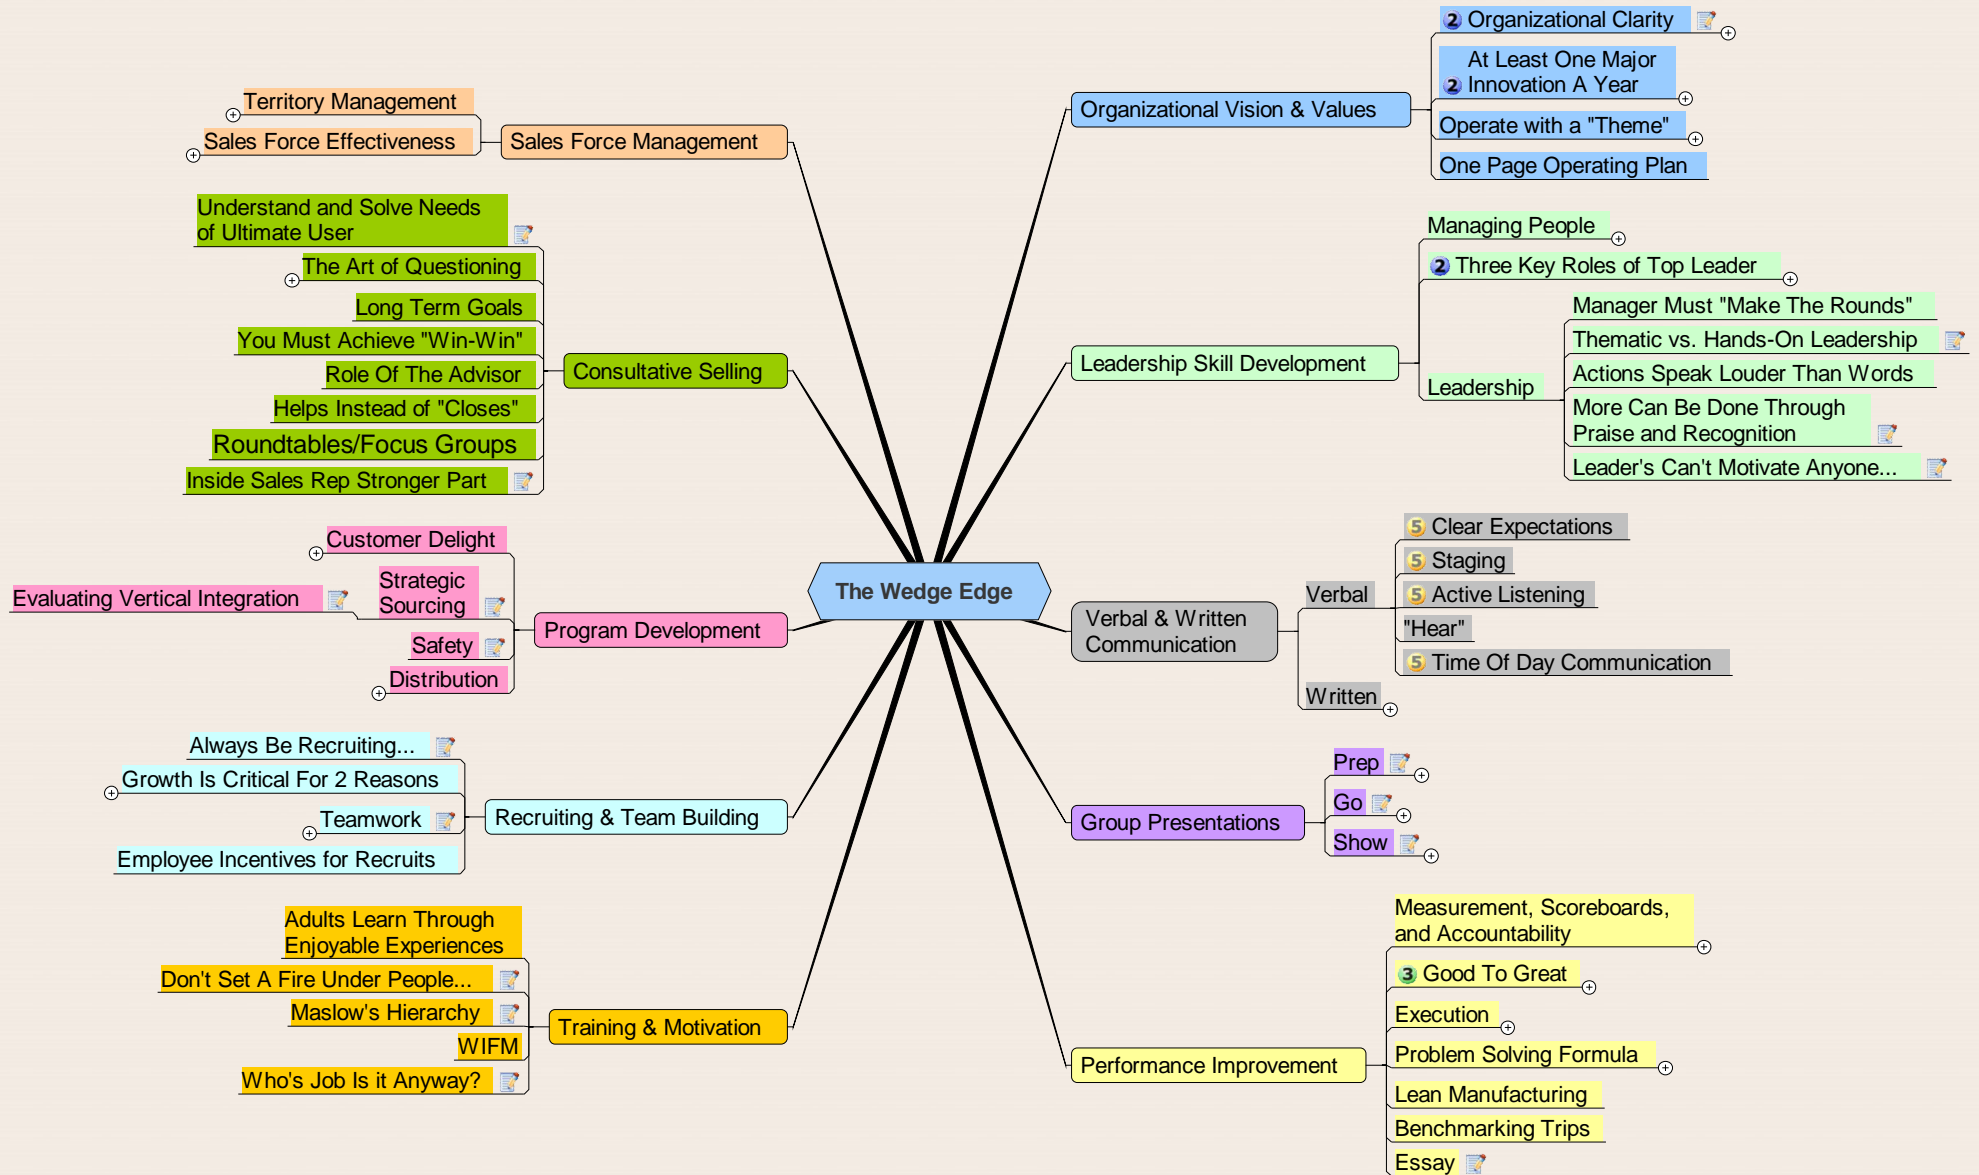 The Wedge Edge
Organizational Vision & Values
2 Organizational Clarity
At Least One Major
2 Innovation A Year
Operate with a "Theme"
One Page Operating Plan
Leadership Skill Development
Managing People
2 Three Key Roles of Top Leader
Leadership
Manager Must "Make The Rounds"
Thematic vs. Hands-On Leadership
Actions Speak Louder Than Words
More Can Be Done Through
Praise and Recognition
Leader's Can't Motivate Anyone...
Verbal & Written
Communication
Verbal
5 Clear Expectations
5 Staging
5 Active Listening
"Hear"
5 Time Of Day Communication
Written
Group Presentations
Prep
Go
Show
Performance Improvement
Measurement, Scoreboards,
and Accountability
3 Good To Great
Execution
Problem Solving Formula
Lean Manufacturing
Benchmarking Trips
Essay
Sales Force Management
Territory Management
Sales Force Effectiveness
Consultative Selling
Understand and Solve Needs
of Ultimate User
The Art of Questioning
Long Term Goals
You Must Achieve "Win-Win"
Role Of The Advisor
Helps Instead of "Closes"
Roundtables/Focus Groups
Inside Sales Rep Stronger Part
Program Development
Customer Delight
Strategic
Sourcing
Evaluating Vertical Integration
Safety
Distribution
Recruiting & Team Building
Always Be Recruiting...
Growth Is Critical For 2 Reasons
Teamwork
Employee Incentives for Recruits
Training & Motivation
Adults Learn Through
Enjoyable Experiences
Don't Set A Fire Under People...
Maslow's Hierarchy
WIFM
Who's Job Is it Anyway?